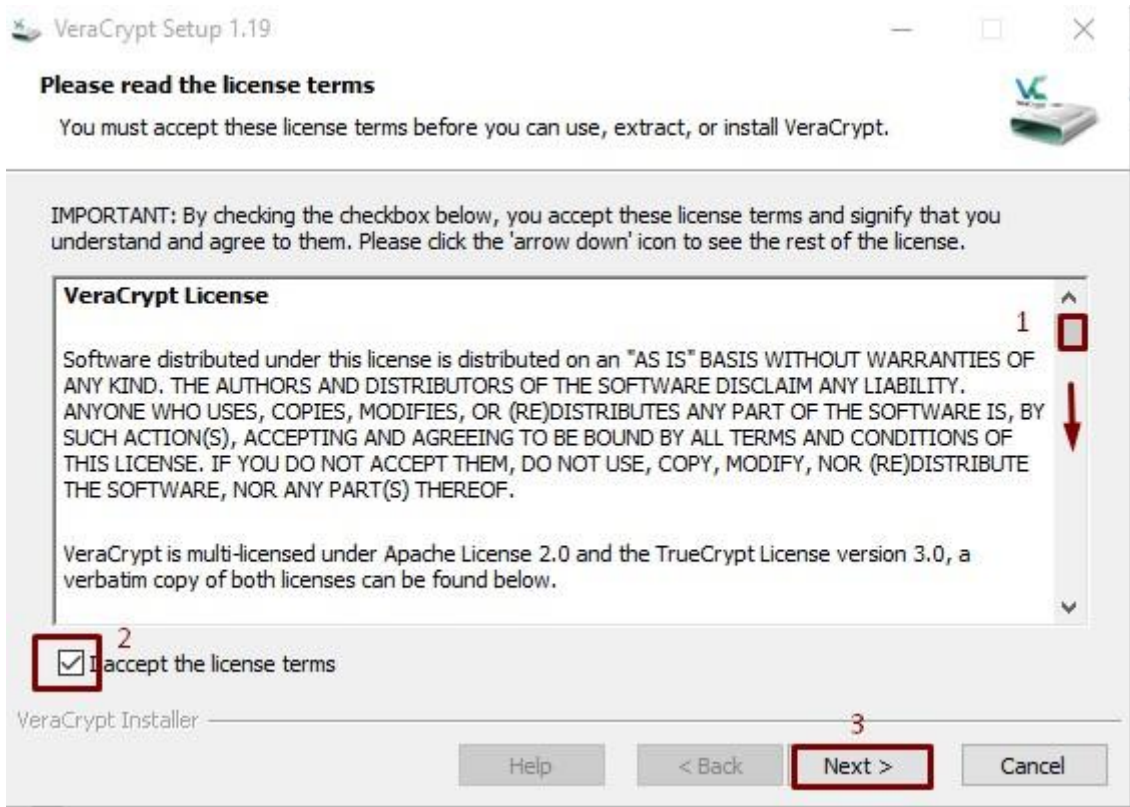 VeraCrypt Setup 1.19
Please read the license terms
You must accept these license terms before you can use, extract, or install VeraCrypt.
VC
IMPORTANT: By checking the checkbox below, you accept these license terms and signify that you
understand and agree to them. Please click the 'arrow down' icon to see the rest of the license.
VeraCrypt License
1
Software distributed under this license is distributed on an "AS IS" BASIS WITHOUT WARRANTIES OF
ANY KIND. THE AUTHORS AND DISTRIBUTORS OF THE SOFTWARE DISCLAIM ANY LIABILITY.
ANYONE WHO USES, COPIES, MODIFIES, OR (RE)DISTRIBUTES ANY PART OF THE SOFTWARE IS, BY
SUCH ACTION(S), ACCEPTING AND AGREEING TO BE BOUND BY ALL TERMS AND CONDITIONS OF
THIS LICENSE. IF YOU DO NOT ACCEPT THEM, DO NOT USE, COPY, MODIFY, NOR (RE)DISTRIBUTE
THE SOFTWARE, NOR ANY PART(S) THEREOF.
VeraCrypt is multi-licensed under Apache License 2.0 and the TrueCrypt License version 3.0, a
verbatim copy of both licenses can be found below.
2
I accept the license terms
VeraCrypt Installer
3
Help
< Back
Next >
Cancel